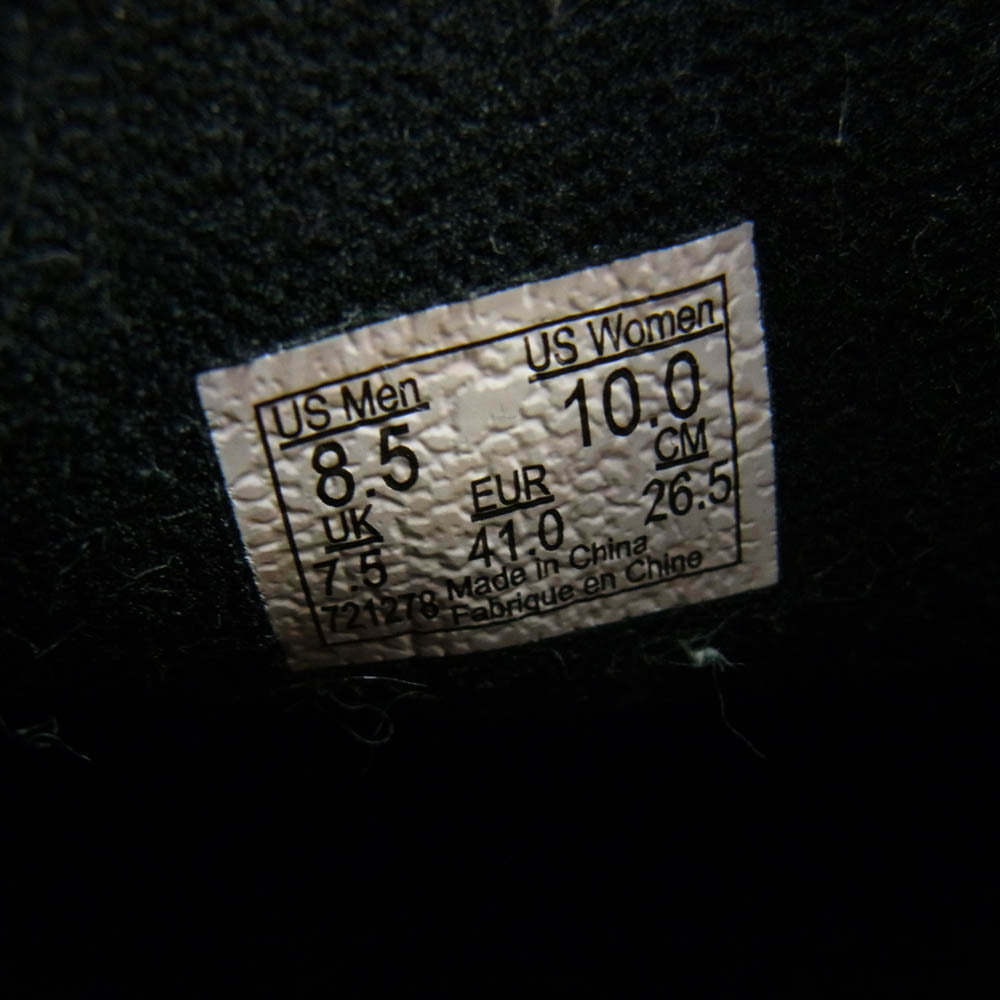 US Men US Women
8.5 10.0
UK EUR CM
7.5 41.0 26.5
721278 Made in China
Fabrique en Chine